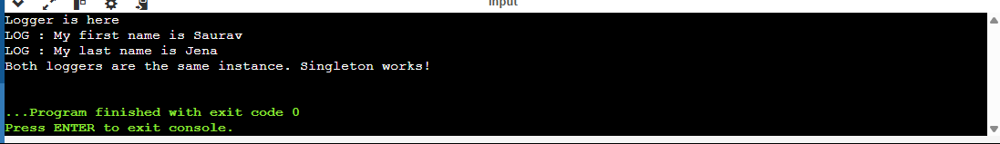 input
Logger is here
LOG : My first name is Saurav
LOG : My last name is Jena
Both loggers are the same instance. Singleton works!
...Program finished with exit code 0
Press ENTER to exit console.